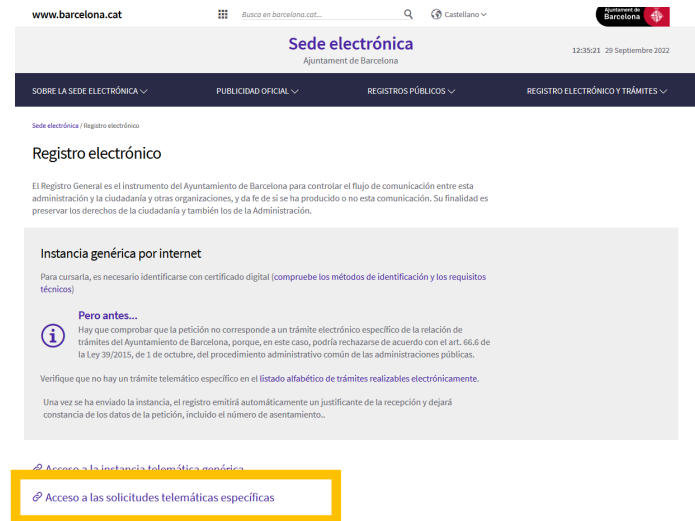 www.barcelona.cat
Busca en barcelona.cat...
Castellano
Ajuntament de
Barcelona
Sede electrónica
Ajuntament de Barcelona
12:35:21 29 Septiembre 2022
SOBRE LA SEDE ELECTRÓNICA
PUBLICIDAD OFICIAL
REGISTROS PÚBLICOS
REGISTRO ELECTRÓNICO Y TRÁMITES
Sede electrónica / Registro electrónico
Registro electrónico
El Registro General es el instrumento del Ayuntamiento de Barcelona para controlar el flujo de comunicación entre esta
administración y la ciudadanía y otras organizaciones, y da fe de si se ha producido o no esta comunicación. Su finalidad es
preservar los derechos de la ciudadanía y también los de la Administración.
Instancia genérica por internet
Para cursarla, es necesario identificarse con certificado digital (compruebe los métodos de identificación y los requisitos
técnicos)
Pero antes...
Hay que comprobar que la petición no corresponde a un trámite electrónico específico de la relación de
trámites del Ayuntamiento de Barcelona, porque, en este caso, podría rechazarse de acuerdo con el art. 66.6 de
la Ley 39/2015, de 1 de octubre, del procedimiento administrativo común de las administraciones públicas.
Verifique que no hay un trámite telemático específico en el listado alfabético de trámites realizables electrónicamente.
Una vez se ha enviado la instancia, el registro emitirá automáticamente un justificante de la recepción y dejará
constancia de los datos de la petición, incluido el número de asentamiento..
Acceso a la instancia telemática genérica
Acceso a las solicitudes telemáticas específicas